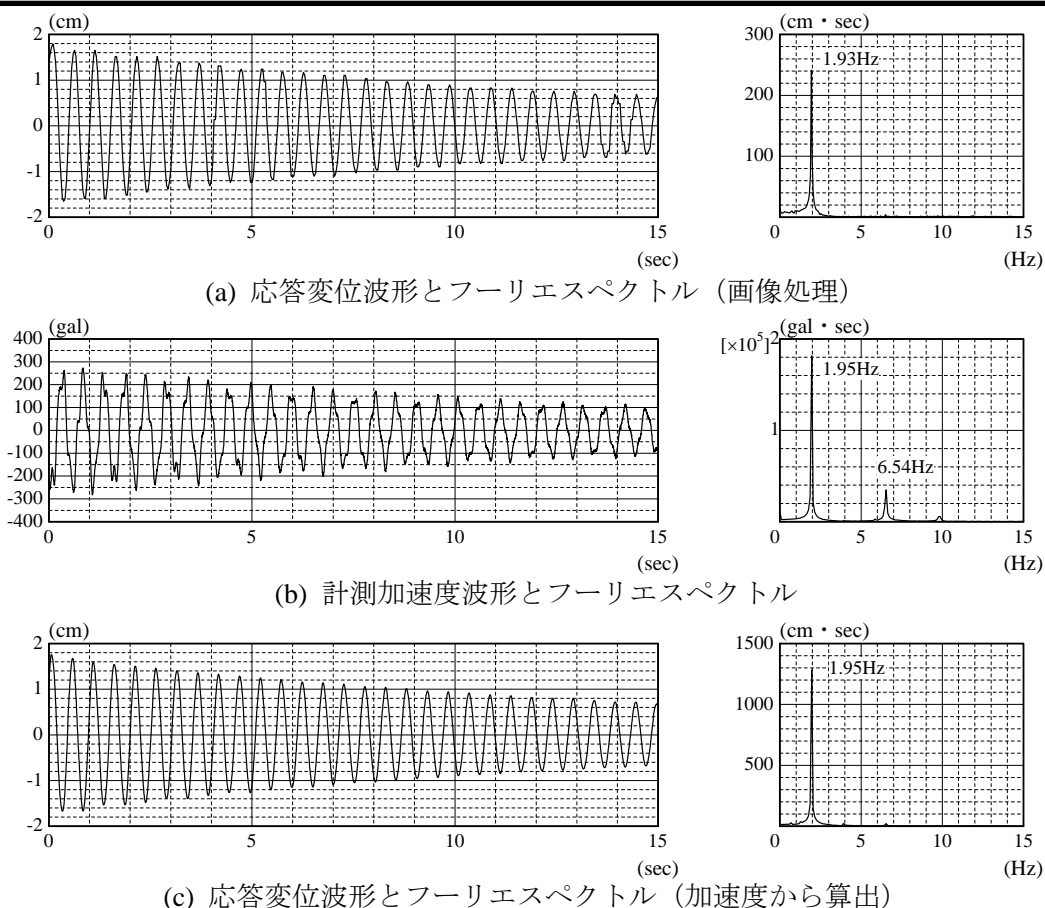 (cm)
2
1
0
-1
-2
0
5
10
15
(sec)
(cm・sec)
300
200
100
1.93Hz
0
5
10
15
(Hz)
(a) 応答変位波形とフーリエスペクトル（画像処理）
(gal)
400
300
200
100
0
-100
-200
-300
-400
0
5
10
15
(sec)
(gal・sec)
[×10⁵]2
1
1.95Hz
6.54Hz
0
5
10
15
(Hz)
(b) 計測加速度波形とフーリエスペクトル
(cm)
2
1
0
-1
-2
0
5
10
15
(sec)
(cm・sec)
1500
1000
500
1.95Hz
0
5
10
15
(Hz)
(c) 応答変位波形とフーリエスペクトル（加速度から算出）